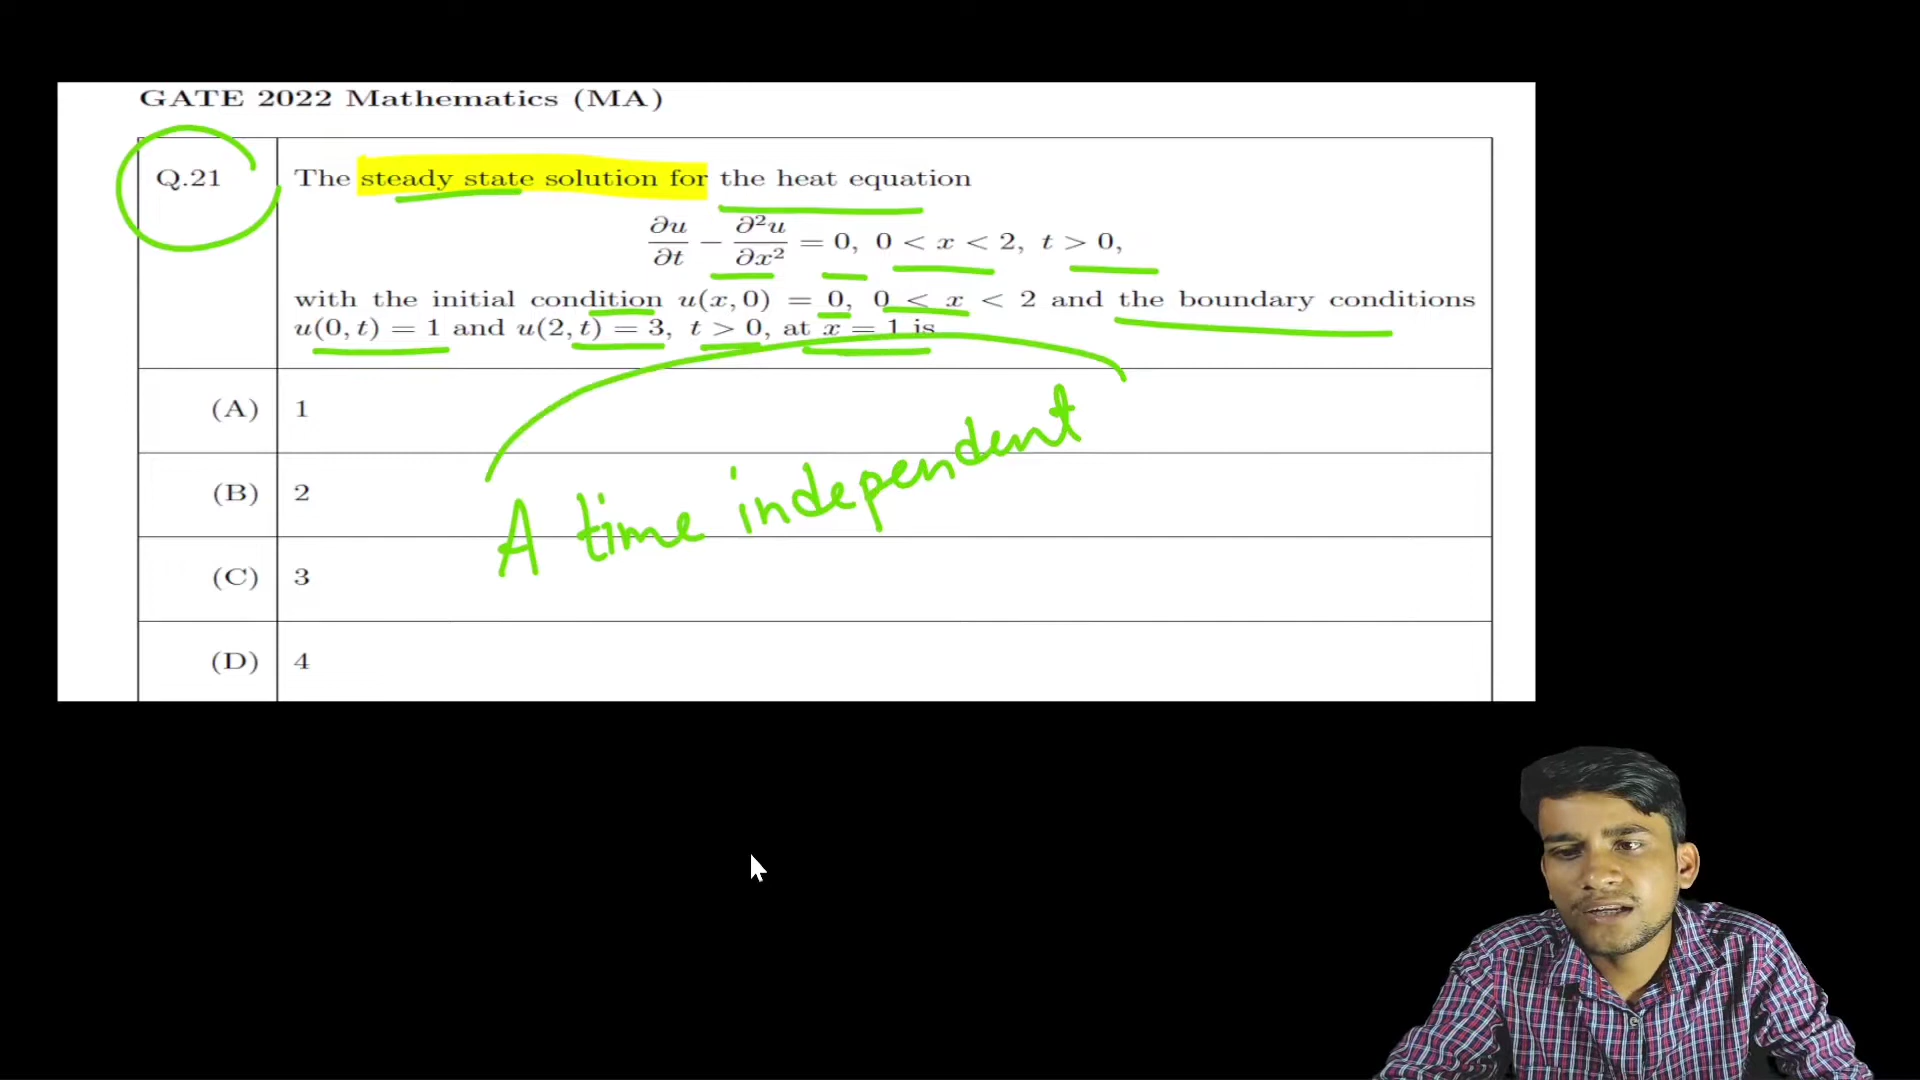 GATE 2022 Mathematics (MA)
Q.21 The steady state solution for the heat equation
∂u/∂t − ∂²u/∂x² = 0, 0 < x < 2, t > 0,
with the initial condition u(x, 0) = 0, 0 < x < 2 and the boundary conditions
u(0, t) = 1 and u(2, t) = 3, t > 0, at x = 1 is
(A) 1
(B) 2
(C) 3
(D) 4
A time independent